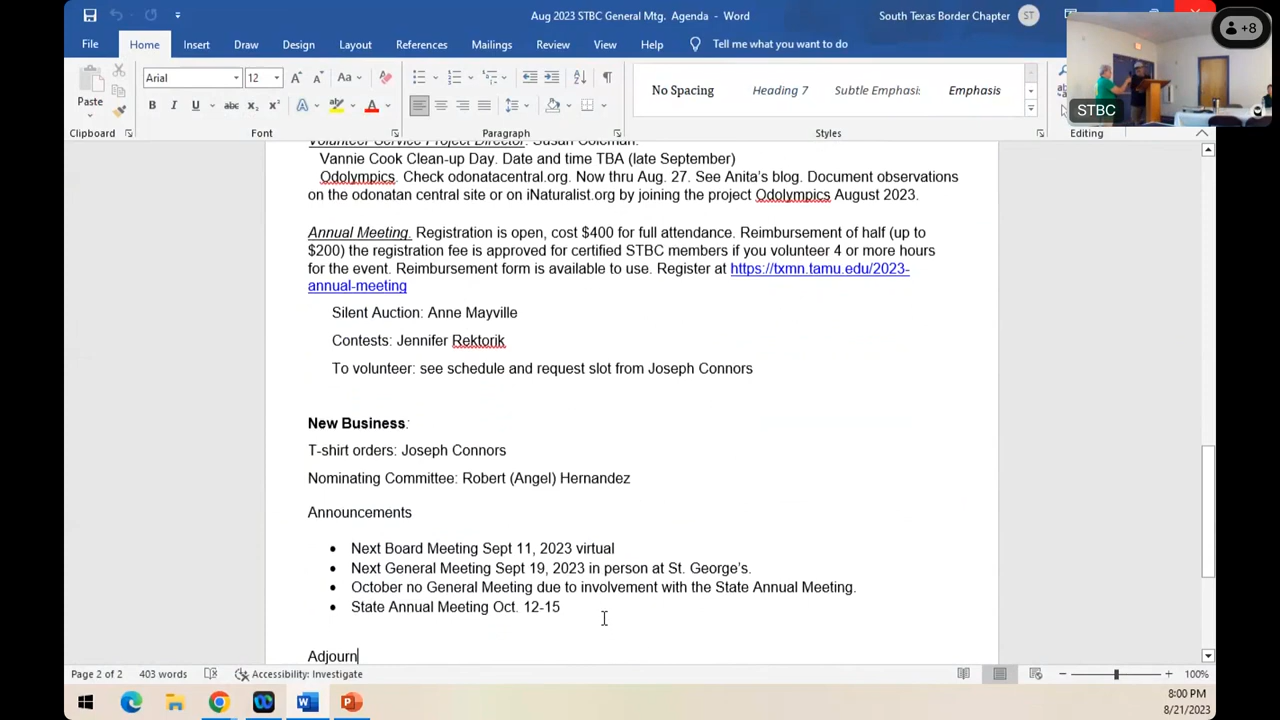 Aug 2023 STBC General Mtg. Agenda - Word
South Texas Border Chapter
ST
+8
File Home Insert Draw Design Layout References Mailings Review View Help Tell me what you want to do
Paste
Arial 12
No Spacing Heading 7 Subtle Emphasis Emphasis
STBC
Clipboard Font Paragraph Styles Editing
Volunteer Service Project Director: Susan Coleman.
Vannie Cook Clean-up Day. Date and time TBA (late September)
Odolympics. Check odonatacentral.org. Now thru Aug. 27. See Anita's blog. Document observations
on the odonatan central site or on iNaturalist.org by joining the project Odolympics August 2023.
Annual Meeting. Registration is open, cost $400 for full attendance. Reimbursement of half (up to
$200) the registration fee is approved for certified STBC members if you volunteer 4 or more hours
for the event. Reimbursement form is available to use. Register at https://txmn.tamu.edu/2023-
annual-meeting
Silent Auction: Anne Mayville
Contests: Jennifer Rektorik
To volunteer: see schedule and request slot from Joseph Connors
New Business:
T-shirt orders: Joseph Connors
Nominating Committee: Robert (Angel) Hernandez
Announcements
• Next Board Meeting Sept 11, 2023 virtual
• Next General Meeting Sept 19, 2023 in person at St. George's.
• October no General Meeting due to involvement with the State Annual Meeting.
• State Annual Meeting Oct. 12-15
Adjourn
Page 2 of 2 403 words Accessibility: Investigate 100%
8:00 PM
8/21/2023